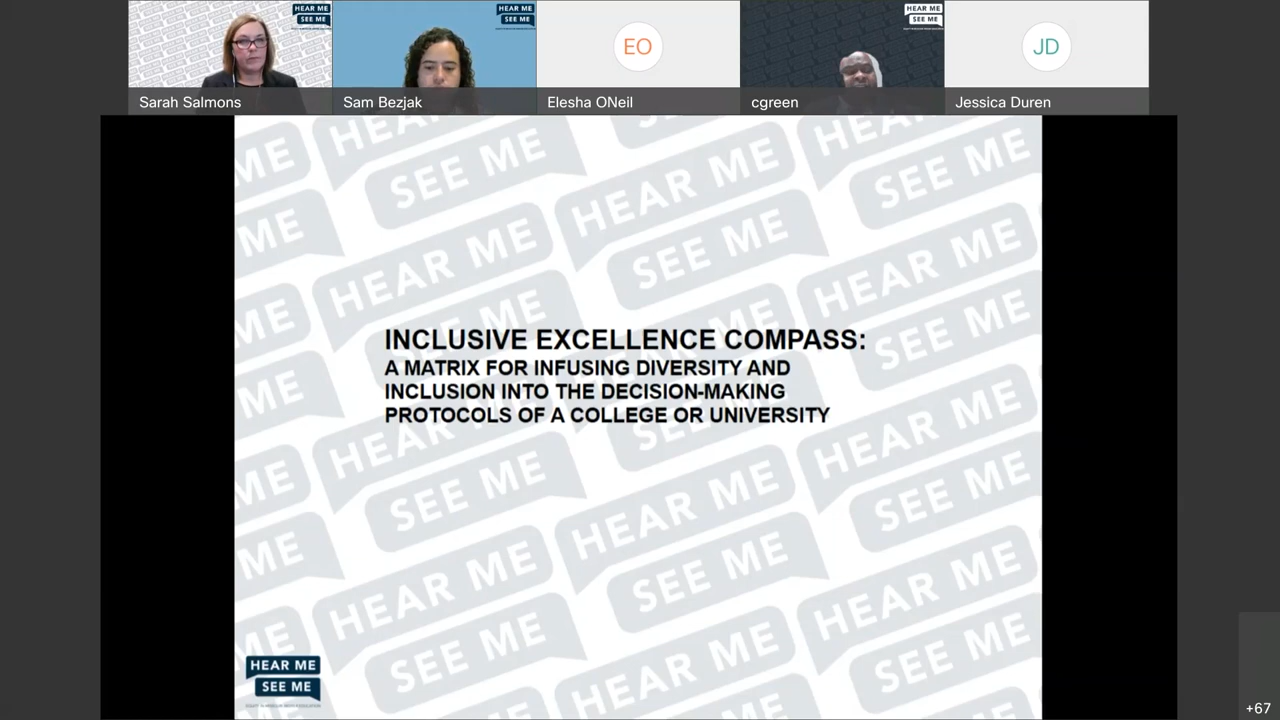 HEAR ME
SEE ME
HEAR ME
SEE ME
HEAR ME
SEE ME
EO
JD
Sarah Salmons
Sam Bezjak
Elesha ONeil
cgreen
Jessica Duren
INCLUSIVE EXCELLENCE COMPASS:
A MATRIX FOR INFUSING DIVERSITY AND
INCLUSION INTO THE DECISION-MAKING
PROTOCOLS OF A COLLEGE OR UNIVERSITY
HEAR ME
SEE ME
+67